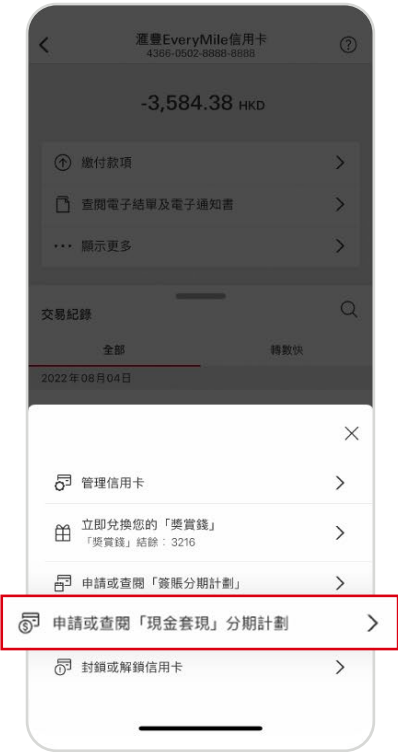 滙豐EveryMile信用卡
4366-0502-8888-8888
-3,584.38 HKD
繳付款項
查閱電子結單及電子通知書
顯示更多
交易紀錄
全部 轉數快
2022年08月04日
管理信用卡
立即兌換您的「獎賞錢」
「獎賞錢」結餘：3216
申請或查閱「簽賬分期計劃」
申請或查閱「現金套現」分期計劃
封鎖或解鎖信用卡